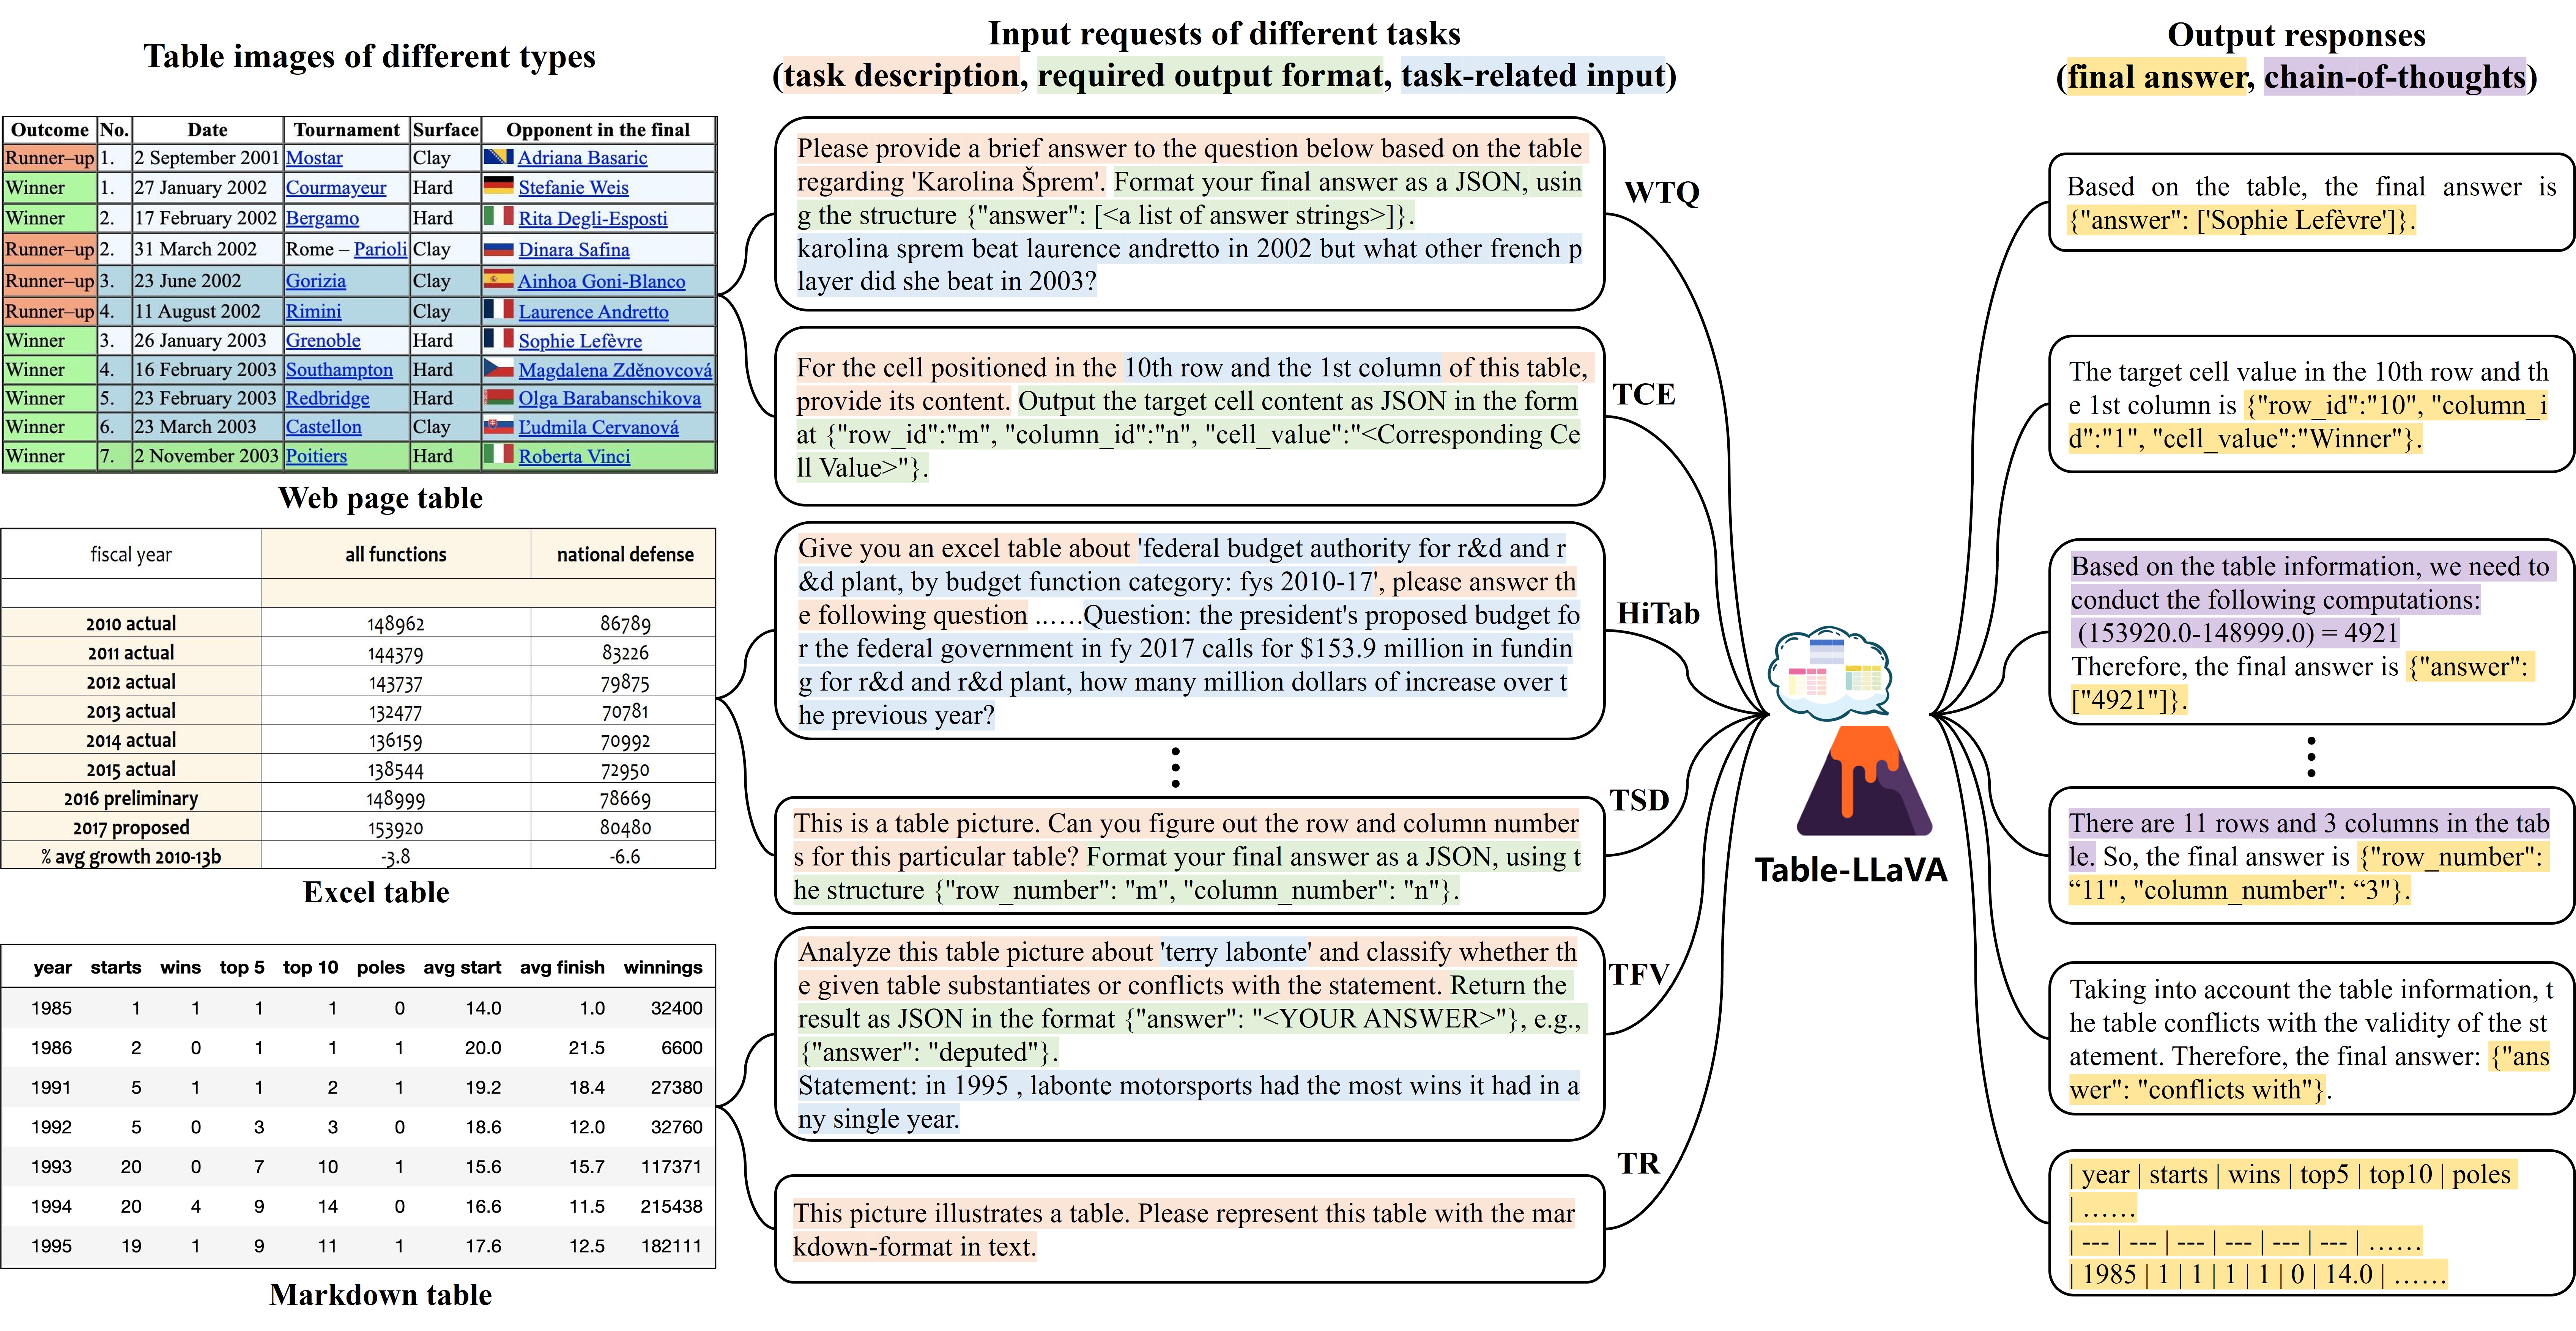 Table images of different types
Outcome No. Date Tournament Surface Opponent in the final
Runner–up 1. 2 September 2001 Mostar Clay Adriana Basaric
Winner 1. 27 January 2002 Courmayeur Hard Stefanie Weis
Winner 2. 17 February 2002 Bergamo Hard Rita Degli-Esposti
Runner–up 2. 31 March 2002 Rome – Parioli Clay Dinara Safina
Runner–up 3. 23 June 2002 Gorizia Clay Ainhoa Goni-Blanco
Runner–up 4. 11 August 2002 Rimini Clay Laurence Andretto
Winner 3. 26 January 2003 Grenoble Hard Sophie Lefèvre
Winner 4. 16 February 2003 Southampton Hard Magdalena Zděnovcová
Winner 5. 23 February 2003 Redbridge Hard Olga Barabanschikova
Winner 6. 23 March 2003 Castellon Clay Ľudmila Cervanová
Winner 7. 2 November 2003 Poitiers Hard Roberta Vinci
Web page table
fiscal year all functions national defense
2010 actual 148962 86789
2011 actual 144379 83226
2012 actual 143737 79875
2013 actual 132477 70781
2014 actual 136159 70992
2015 actual 138544 72950
2016 preliminary 148999 78669
2017 proposed 153920 80480
% avg growth 2010-13b -3.8 -6.6
Excel table
year starts wins top 5 top 10 poles avg start avg finish winnings
1985 1 1 1 1 0 14.0 1.0 32400
1986 2 0 1 1 1 20.0 21.5 6600
1991 5 1 1 2 1 19.2 18.4 27380
1992 5 0 3 3 0 18.6 12.0 32760
1993 20 0 7 10 1 15.6 15.7 117371
1994 20 4 9 14 0 16.6 11.5 215438
1995 19 1 9 11 1 17.6 12.5 182111
Markdown table
Input requests of different tasks
(task description, required output format, task-related input)
Please provide a brief answer to the question below based on the table
regarding 'Karolina Šprem'. Format your final answer as a JSON, usin
g the structure {"answer": [<a list of answer strings>]}.
karolina sprem beat laurence andretto in 2002 but what other french p
layer did she beat in 2003?
WTQ
For the cell positioned in the 10th row and the 1st column of this table,
provide its content. Output the target cell content as JSON in the form
at {"row_id":"m", "column_id":"n", "cell_value":"<Corresponding Ce
ll Value>"}.
TCE
Give you an excel table about 'federal budget authority for r&d and r
&d plant, by budget function category: fys 2010-17', please answer th
e following question ……Question: the president's proposed budget fo
r the federal government in fy 2017 calls for $153.9 million in fundin
g for r&d and r&d plant, how many million dollars of increase over t
he previous year?
HiTab
This is a table picture. Can you figure out the row and column number
s for this particular table? Format your final answer as a JSON, using t
he structure {"row_number": "m", "column_number": "n"}.
TSD
Analyze this table picture about 'terry labonte' and classify whether th
e given table substantiates or conflicts with the statement. Return the
result as JSON in the format {"answer": "<YOUR ANSWER>"}, e.g.,
{"answer": "deputed"}.
Statement: in 1995 , labonte motorsports had the most wins it had in a
ny single year.
TFV
This picture illustrates a table. Please represent this table with the mar
kdown-format in text.
TR
Table-LLaVA
Output responses
(final answer, chain-of-thoughts)
Based on the table, the final answer is
{"answer": ['Sophie Lefèvre']}.
The target cell value in the 10th row and th
e 1st column is {"row_id":"10", "column_i
d":"1", "cell_value":"Winner"}.
Based on the table information, we need to
conduct the following computations:
(153920.0-148999.0) = 4921
Therefore, the final answer is {"answer":
["4921"]}.
There are 11 rows and 3 columns in the tab
le. So, the final answer is {"row_number":
“11", "column_number": “3"}.
Taking into account the table information, t
he table conflicts with the validity of the st
atement. Therefore, the final answer: {"ans
wer": "conflicts with"}.
| year | starts | wins | top5 | top10 | poles
| ……
| --- | --- | --- | --- | --- | --- | ……
| 1985 | 1 | 1 | 1 | 1 | 0 | 14.0 | ……